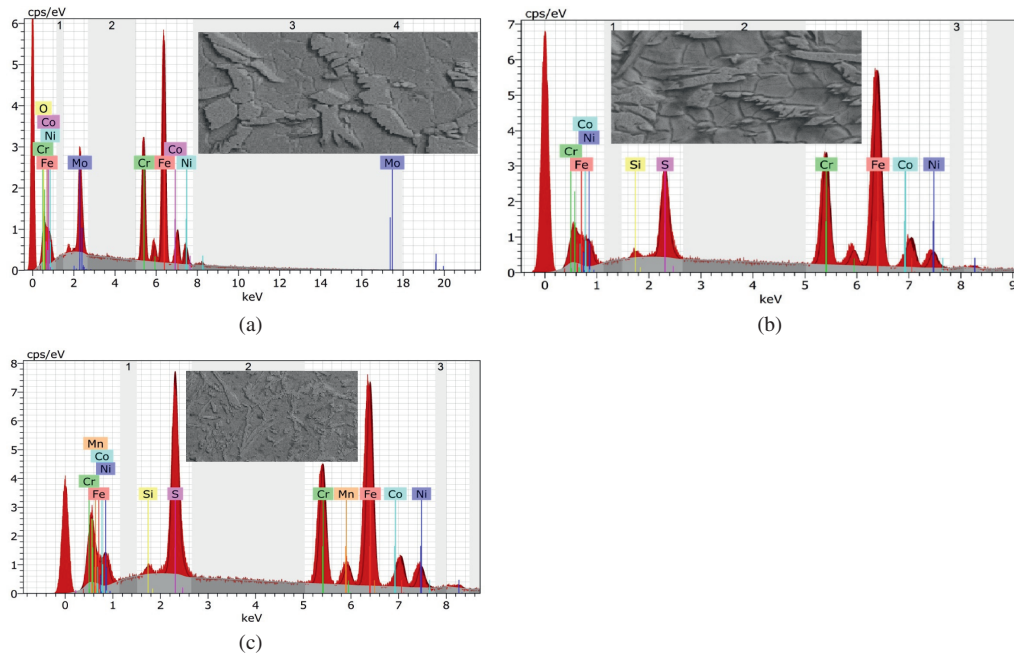 cps/eV
1 2 3 4
6
5
4
3
2
1
0
O
Co
Ni
Cr
Fe Mo Cr Fe Co Ni Mo
0 2 4 6 8 10 12 14 16 18 20
keV
(a)
cps/eV
1 2 3
7
6
5
4
3
2
1
0
Co
Ni
Cr
Fe Si S Cr Fe Co Ni
0 1 2 3 4 5 6 7 8 9
keV
(b)
cps/eV
1 2 3
8
7
6
5
4
3
2
1
0
Mn
Co
Ni
Cr
Fe Si S Cr Mn Fe Co Ni
0 1 2 3 4 5 6 7 8
keV
(c)